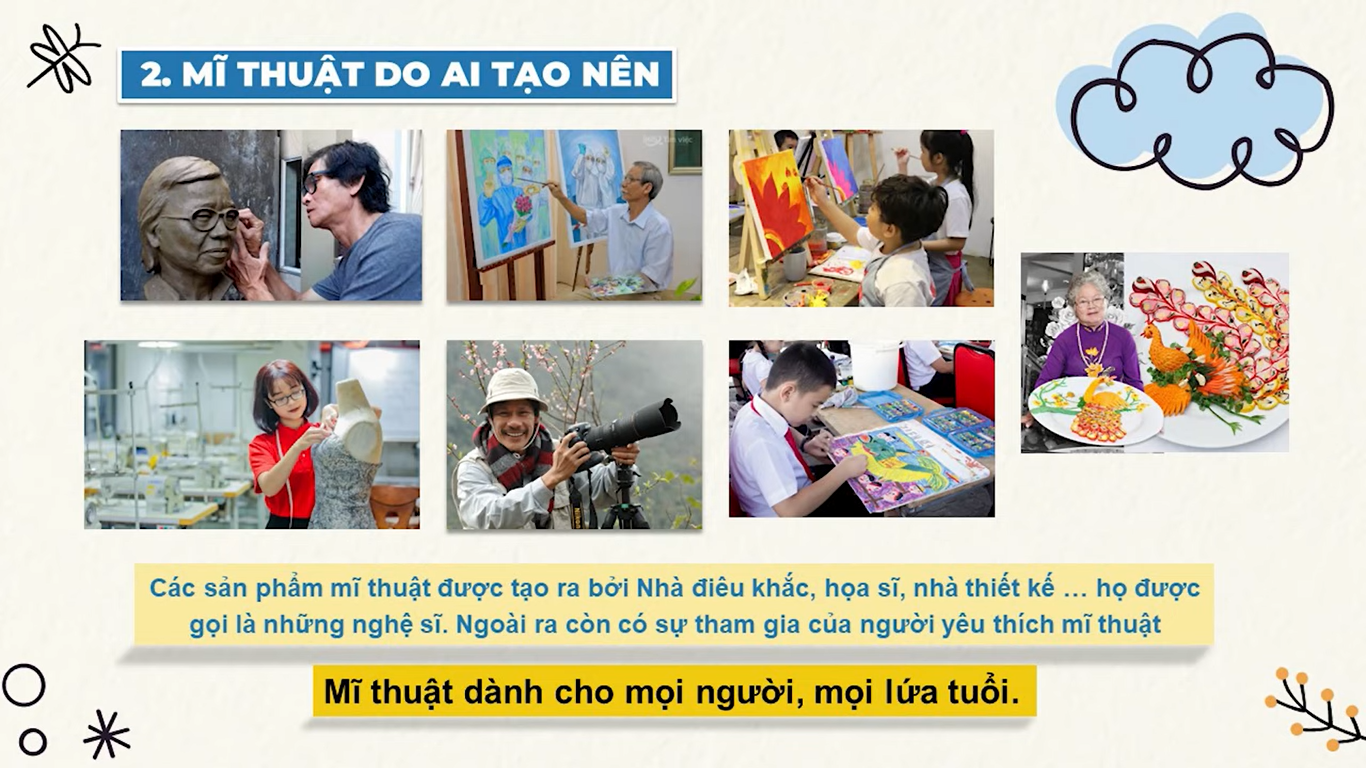 2. MĨ THUẬT DO AI TẠO NÊN
Các sản phẩm mĩ thuật được tạo ra bởi Nhà điêu khắc, họa sĩ, nhà thiết kế ... họ được
gọi là những nghệ sĩ. Ngoài ra còn có sự tham gia của người yêu thích mĩ thuật
Mĩ thuật dành cho mọi người, mọi lứa tuổi.